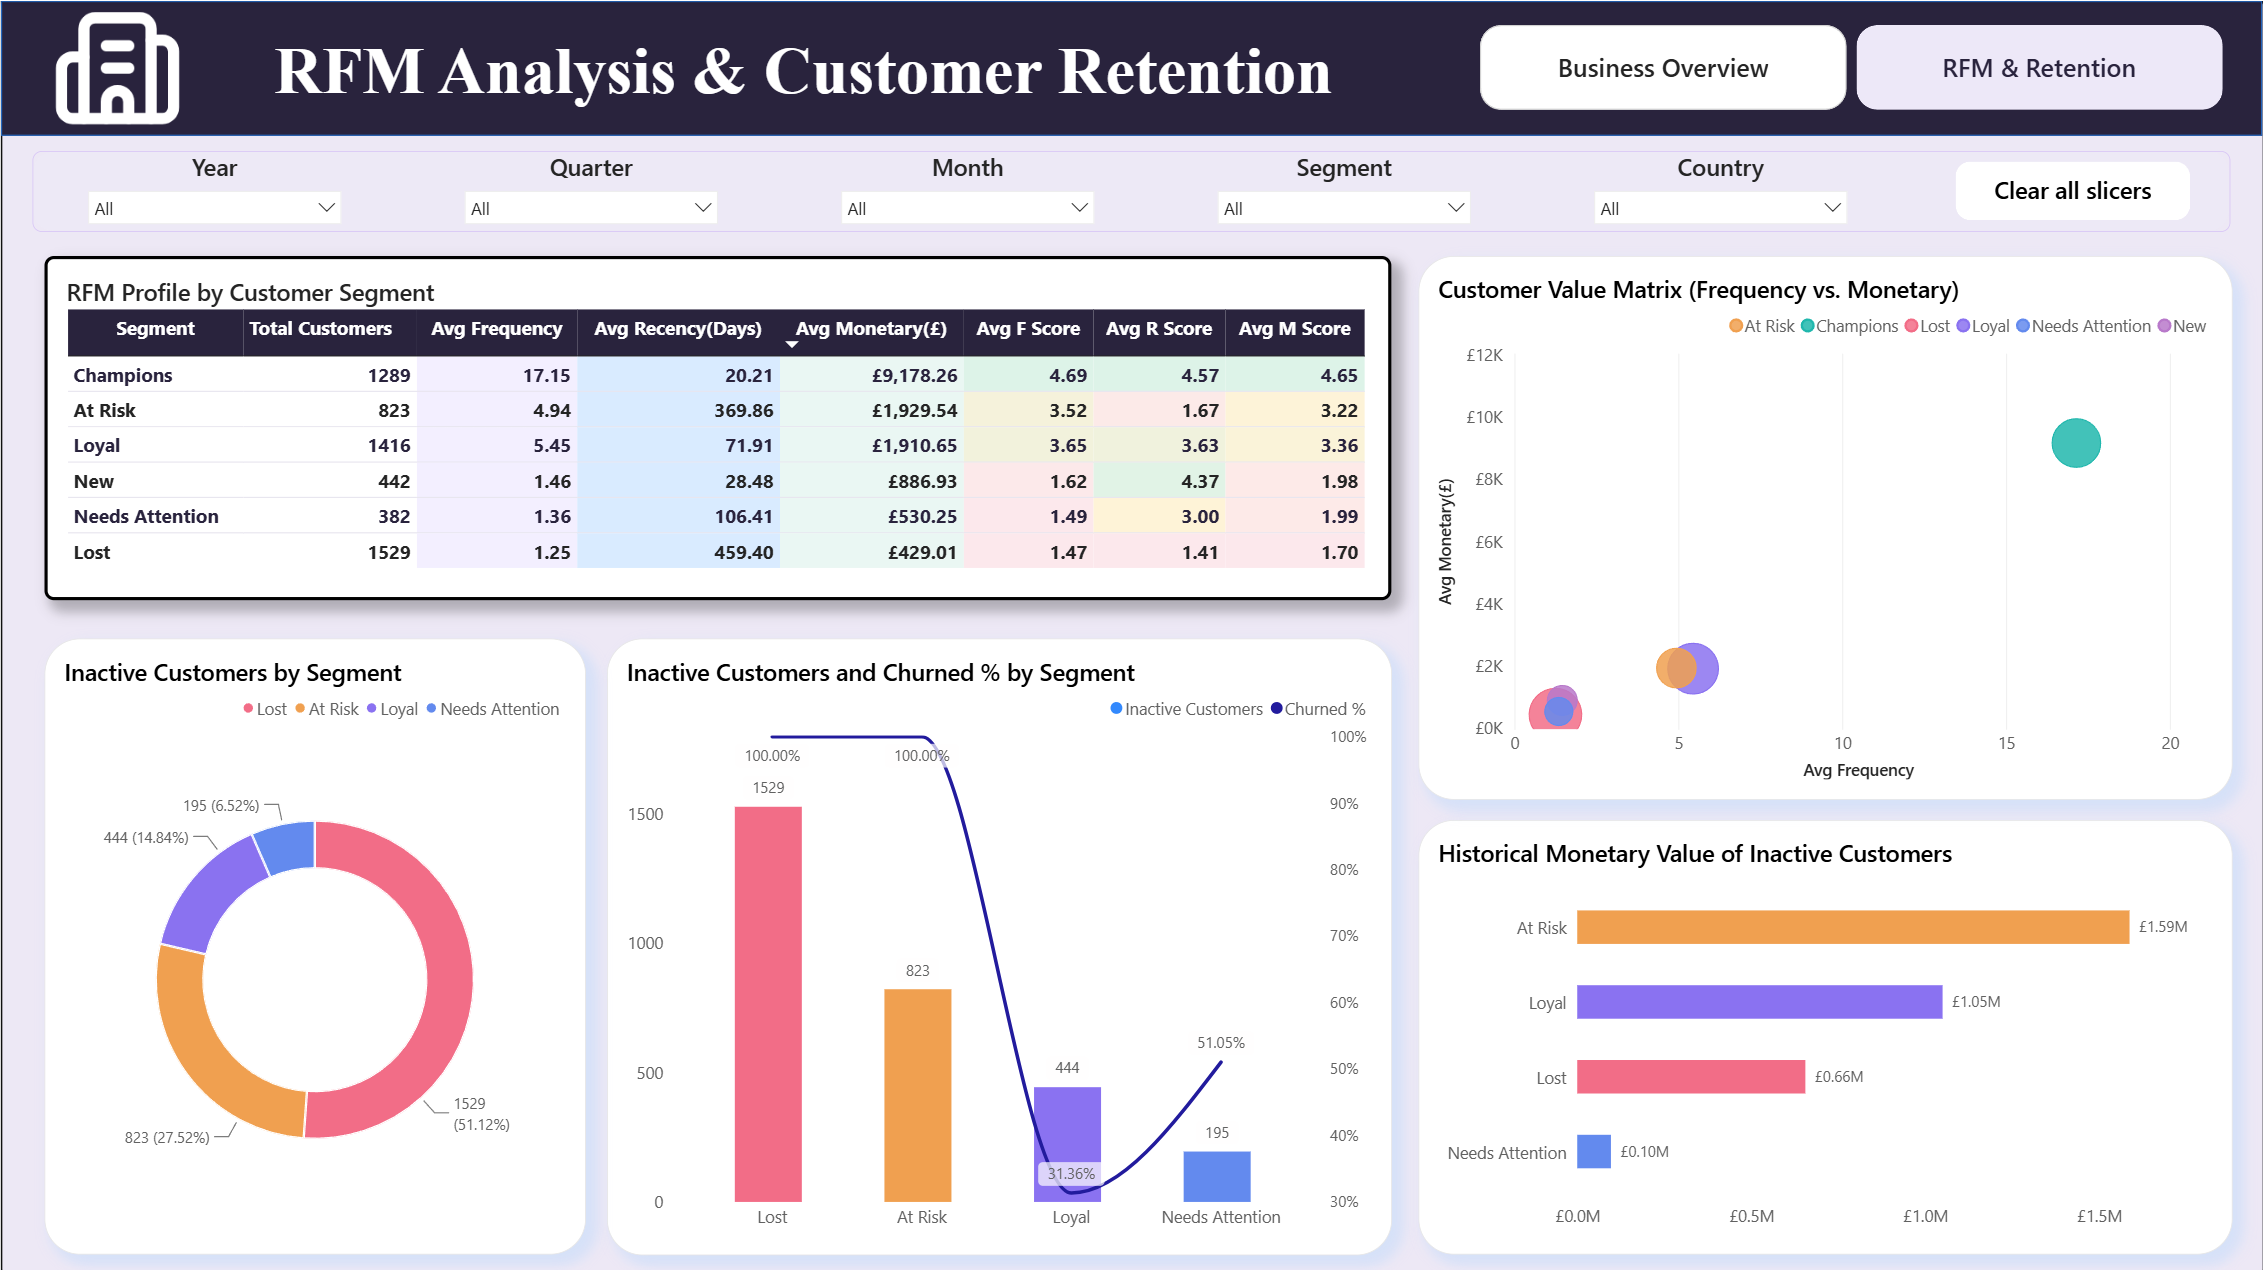 RFM Analysis & Customer Retention
Business Overview
RFM & Retention
Year
Quarter
Month
Segment
Country
All
All
All
All
All
Clear all slicers
RFM Profile by Customer Segment
Segment Total Customers Avg Frequency Avg Recency(Days) Avg Monetary(£) Avg F Score Avg R Score Avg M Score
Champions 1289 17.15 20.21 £9,178.26 4.69 4.57 4.65
At Risk 823 4.94 369.86 £1,929.54 3.52 1.67 3.22
Loyal 1416 5.45 71.91 £1,910.65 3.65 3.63 3.36
New 442 1.46 28.48 £886.93 1.62 4.37 1.98
Needs Attention 382 1.36 106.41 £530.25 1.49 3.00 1.99
Lost 1529 1.25 459.40 £429.01 1.47 1.41 1.70
Customer Value Matrix (Frequency vs. Monetary)
At Risk Champions Lost Loyal Needs Attention New
£12K
£10K
£8K
£6K
£4K
£2K
£0K
Avg Monetary(£)
0 5 10 15 20
Avg Frequency
Inactive Customers by Segment
Lost At Risk Loyal Needs Attention
195 (6.52%)
444 (14.84%)
823 (27.52%)
1529
(51.12%)
Inactive Customers and Churned % by Segment
Inactive Customers Churned %
1500
1000
500
0
100%
90%
80%
70%
60%
50%
40%
30%
100.00%
100.00%
31.36%
51.05%
1529
823
444
195
Lost At Risk Loyal Needs Attention
Historical Monetary Value of Inactive Customers
At Risk £1.59M
Loyal £1.05M
Lost £0.66M
Needs Attention £0.10M
£0.0M £0.5M £1.0M £1.5M